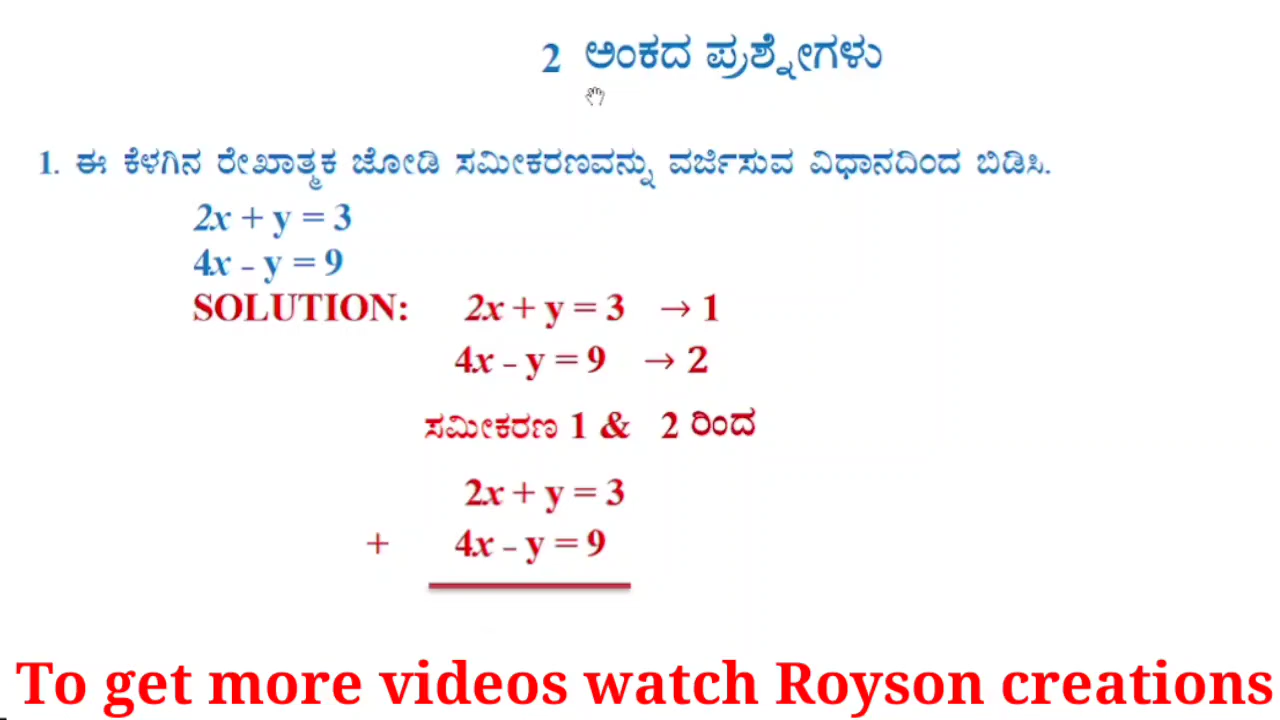 2 ಅಂಕದ ಪ್ರಶ್ನೇಗಳು
1. ಈ ಕೆಳಗಿನ ರೇಖಾತ್ಮಕ ಜೋಡಿ ಸಮೀಕರಣವನ್ನು ವರ್ಜಿಸುವ ವಿಧಾನದಿಂದ ಬಿಡಿಸಿ.
2x + y = 3
4x - y = 9
SOLUTION: 2x + y = 3 → 1
4x - y = 9 → 2
ಸಮೀಕರಣ 1 & 2 ರಿಂದ
2x + y = 3
+ 4x - y = 9
To get more videos watch Royson creations